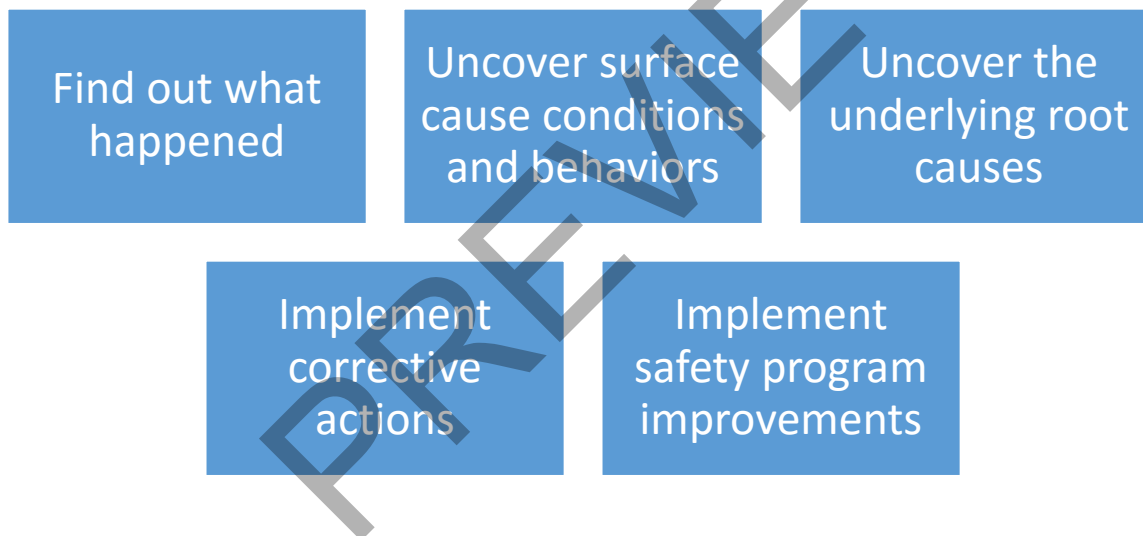 Find out what
happened
Uncover surface
cause conditions
and behaviors
Uncover the
underlying root
causes
Implement
corrective
actions
Implement
safety program
improvements
PREVIE